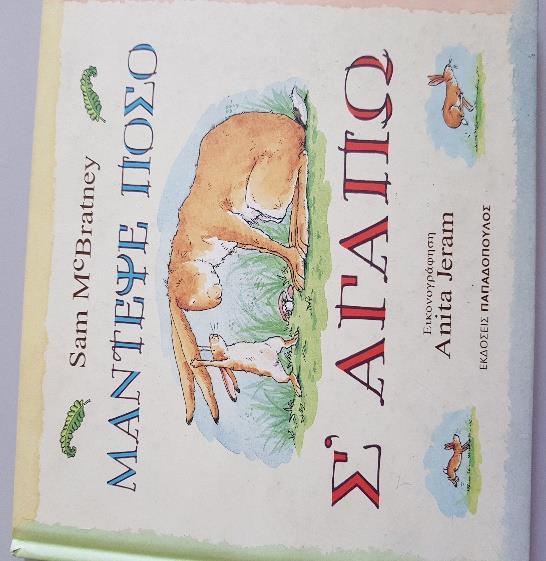 Sam McBratney
ΜΑΝΤΕΨΕ ΠΟΣΟ
Σ' ΑΓΑΠΩ
Εικονογράφηση
Anita Jeram
ΕΚΔΟΣΕΙΣ ΠΑΠΑΔΟΠΟΥΛΟΣ